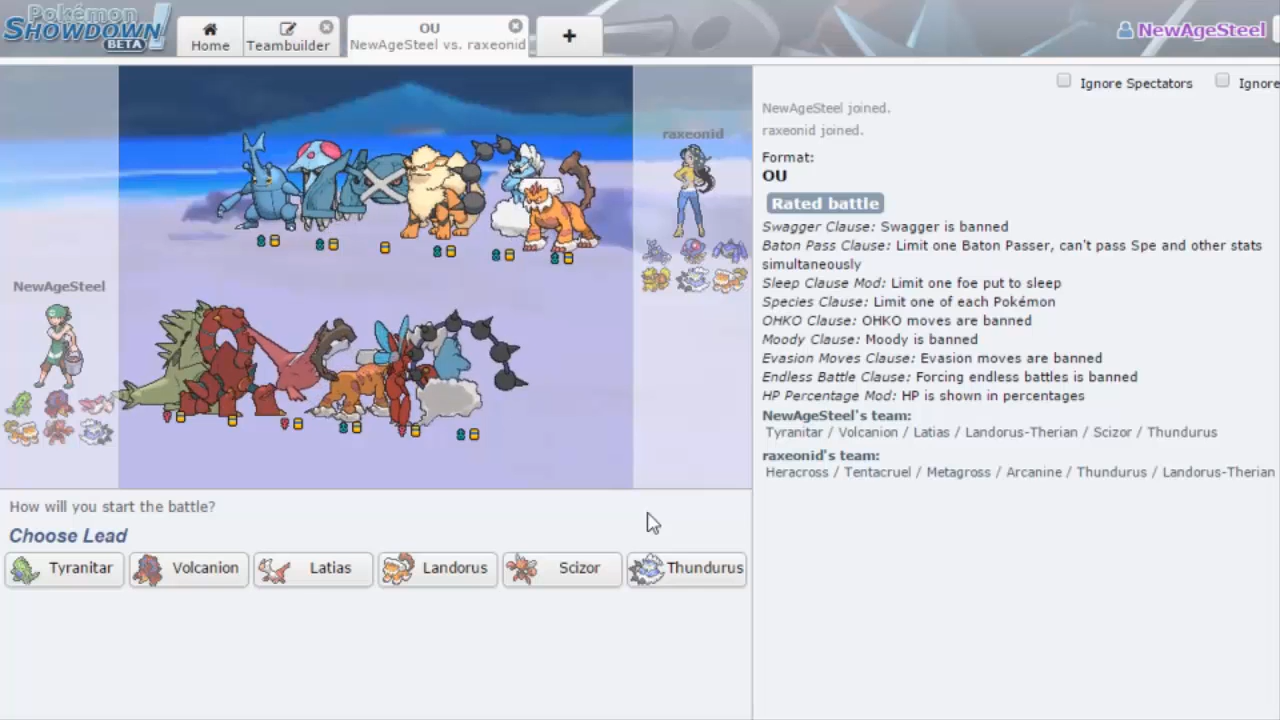 Pokémon
SHOWDOWN!
BETA
Home
Teambuilder
OU
NewAgeSteel vs. raxeonid
+
NewAgeSteel
raxeonid
NewAgeSteel
How will you start the battle?
Choose Lead
Tyranitar
Volcanion
Latias
Landorus
Scizor
Thundurus
Ignore Spectators
Ignore
NewAgeSteel joined.
raxeonid joined.
Format:
OU
Rated battle
Swagger Clause: Swagger is banned
Baton Pass Clause: Limit one Baton Passer, can't pass Spe and other stats
simultaneously
Sleep Clause Mod: Limit one foe put to sleep
Species Clause: Limit one of each Pokémon
OHKO Clause: OHKO moves are banned
Moody Clause: Moody is banned
Evasion Moves Clause: Evasion moves are banned
Endless Battle Clause: Forcing endless battles is banned
HP Percentage Mod: HP is shown in percentages
NewAgeSteel's team:
Tyranitar / Volcanion / Latias / Landorus-Therian / Scizor / Thundurus
raxeonid's team:
Heracross / Tentacruel / Metagross / Arcanine / Thundurus / Landorus-Therian